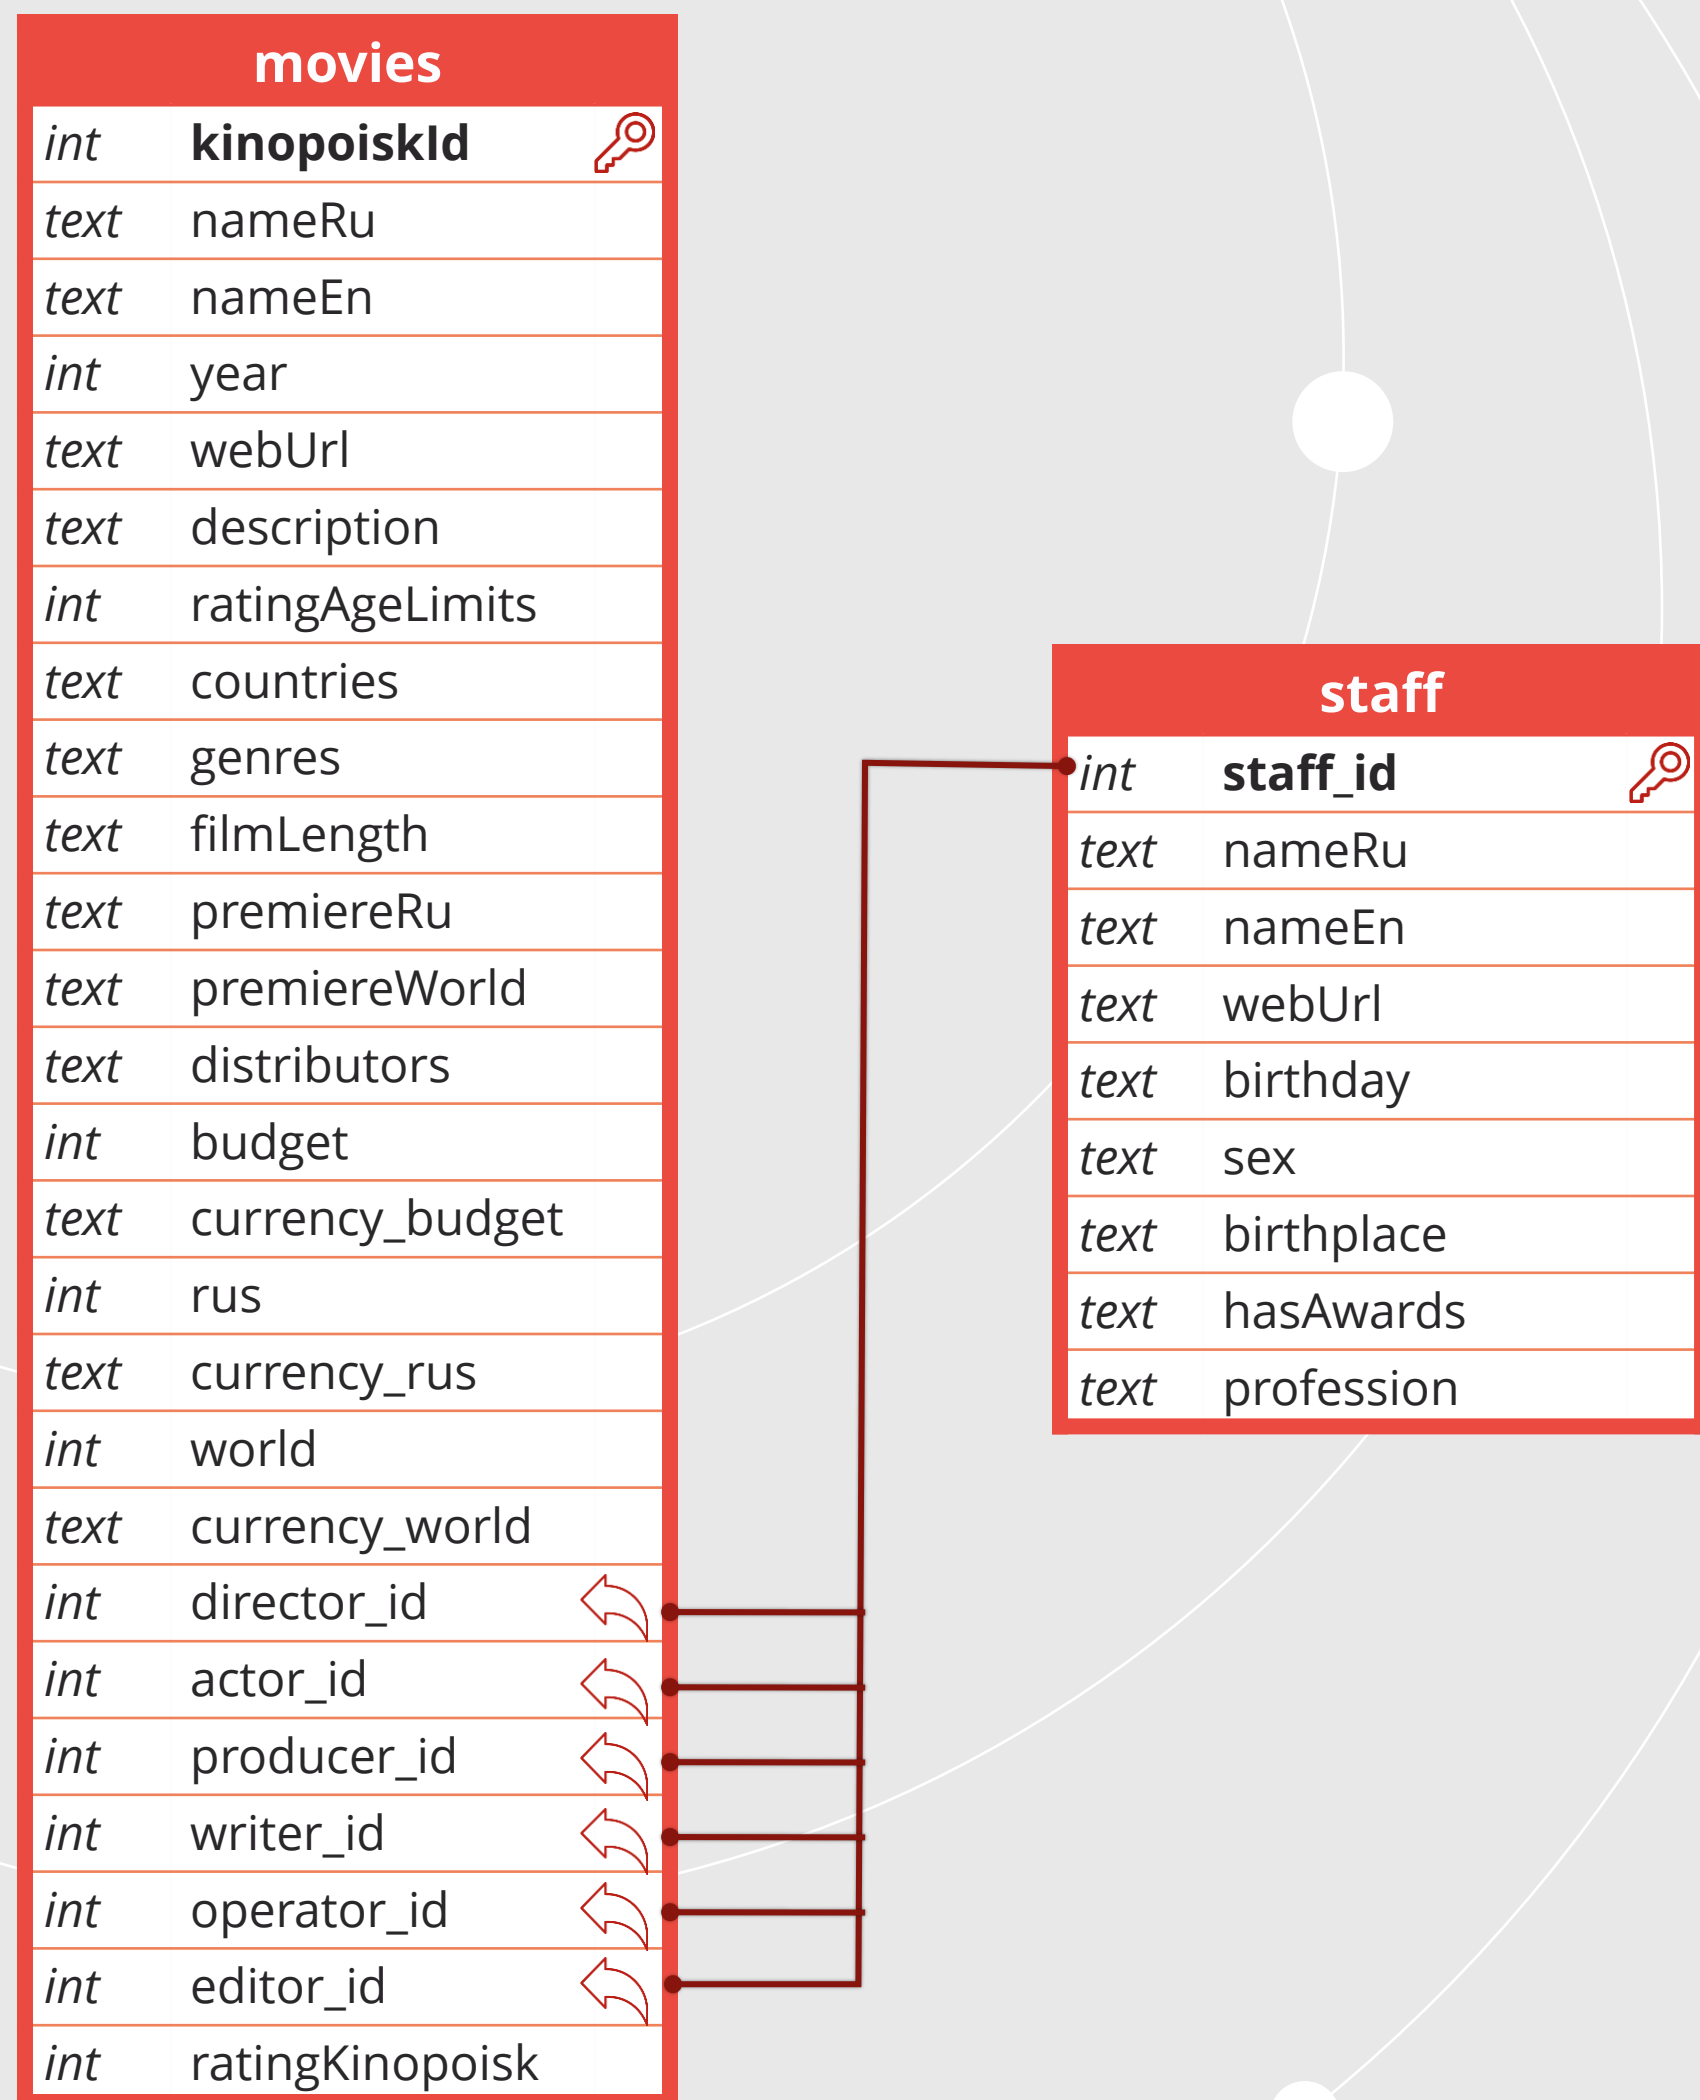 movies
int kinopoiskId
text nameRu
text nameEn
int year
text webUrl
text description
int ratingAgeLimits
text countries
text genres
text filmLength
text premiereRu
text premiereWorld
text distributors
int budget
text currency_budget
int rus
text currency_rus
int world
text currency_world
int director_id
int actor_id
int producer_id
int writer_id
int operator_id
int editor_id
int ratingKinopoisk
staff
int staff_id
text nameRu
text nameEn
text webUrl
text birthday
text sex
text birthplace
text hasAwards
text profession